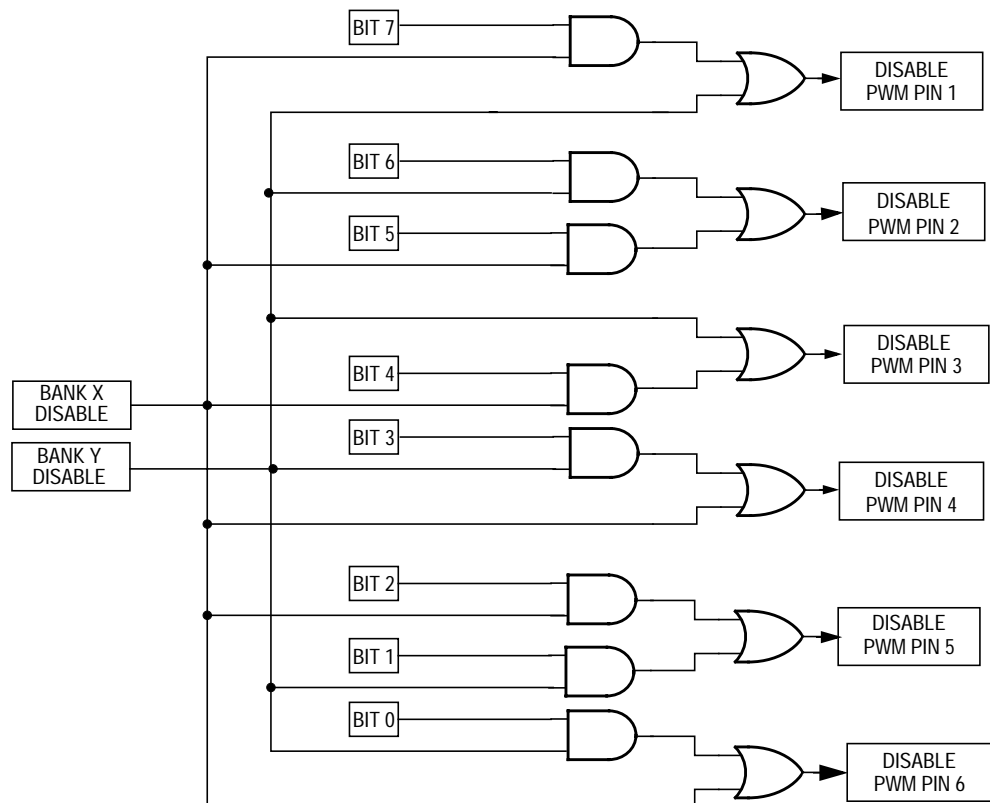 BIT 7
DISABLE
PWM PIN 1
BIT 6
DISABLE
PWM PIN 2
BIT 5
DISABLE
PWM PIN 3
BIT 4
BANK X
DISABLE
BIT 3
BANK Y
DISABLE
DISABLE
PWM PIN 4
BIT 2
DISABLE
PWM PIN 5
BIT 1
BIT 0
DISABLE
PWM PIN 6